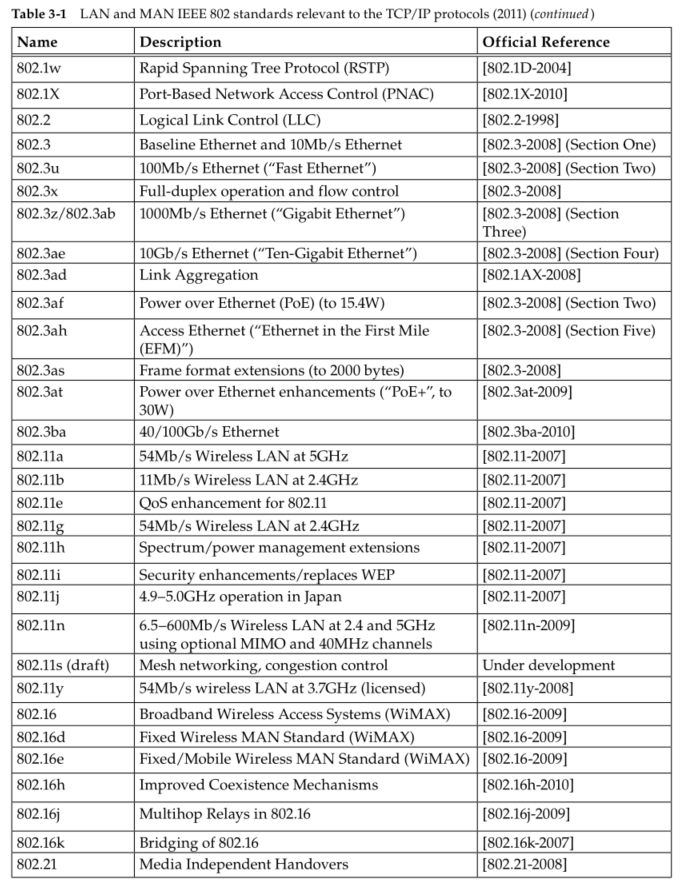 Table 3-1 LAN and MAN IEEE 802 standards relevant to the TCP/IP protocols (2011) (continued)
Name Description Official Reference
802.1w Rapid Spanning Tree Protocol (RSTP) [802.1D-2004]
802.1X Port-Based Network Access Control (PNAC) [802.1X-2010]
802.2 Logical Link Control (LLC) [802.2-1998]
802.3 Baseline Ethernet and 10Mb/s Ethernet [802.3-2008] (Section One)
802.3u 100Mb/s Ethernet (“Fast Ethernet”) [802.3-2008] (Section Two)
802.3x Full-duplex operation and flow control [802.3-2008]
802.3z/802.3ab 1000Mb/s Ethernet (“Gigabit Ethernet”) [802.3-2008] (Section
Three)
802.3ae 10Gb/s Ethernet (“Ten-Gigabit Ethernet”) [802.3-2008] (Section Four)
802.3ad Link Aggregation [802.1AX-2008]
802.3af Power over Ethernet (PoE) (to 15.4W) [802.3-2008] (Section Two)
802.3ah Access Ethernet (“Ethernet in the First Mile [802.3-2008] (Section Five)
(EFM)”)
802.3as Frame format extensions (to 2000 bytes) [802.3-2008]
802.3at Power over Ethernet enhancements (“PoE+”, to [802.3at-2009]
30W)
802.3ba 40/100Gb/s Ethernet [802.3ba-2010]
802.11a 54Mb/s Wireless LAN at 5GHz [802.11-2007]
802.11b 11Mb/s Wireless LAN at 2.4GHz [802.11-2007]
802.11e QoS enhancement for 802.11 [802.11-2007]
802.11g 54Mb/s Wireless LAN at 2.4GHz [802.11-2007]
802.11h Spectrum/power management extensions [802.11-2007]
802.11i Security enhancements/replaces WEP [802.11-2007]
802.11j 4.9–5.0GHz operation in Japan [802.11-2007]
802.11n 6.5–600Mb/s Wireless LAN at 2.4 and 5GHz [802.11n-2009]
using optional MIMO and 40MHz channels
802.11s (draft) Mesh networking, congestion control Under development
802.11y 54Mb/s wireless LAN at 3.7GHz (licensed) [802.11y-2008]
802.16 Broadband Wireless Access Systems (WiMAX) [802.16-2009]
802.16d Fixed Wireless MAN Standard (WiMAX) [802.16-2009]
802.16e Fixed/Mobile Wireless MAN Standard (WiMAX) [802.16-2009]
802.16h Improved Coexistence Mechanisms [802.16h-2010]
802.16j Multihop Relays in 802.16 [802.16j-2009]
802.16k Bridging of 802.16 [802.16k-2007]
802.21 Media Independent Handovers [802.21-2008]